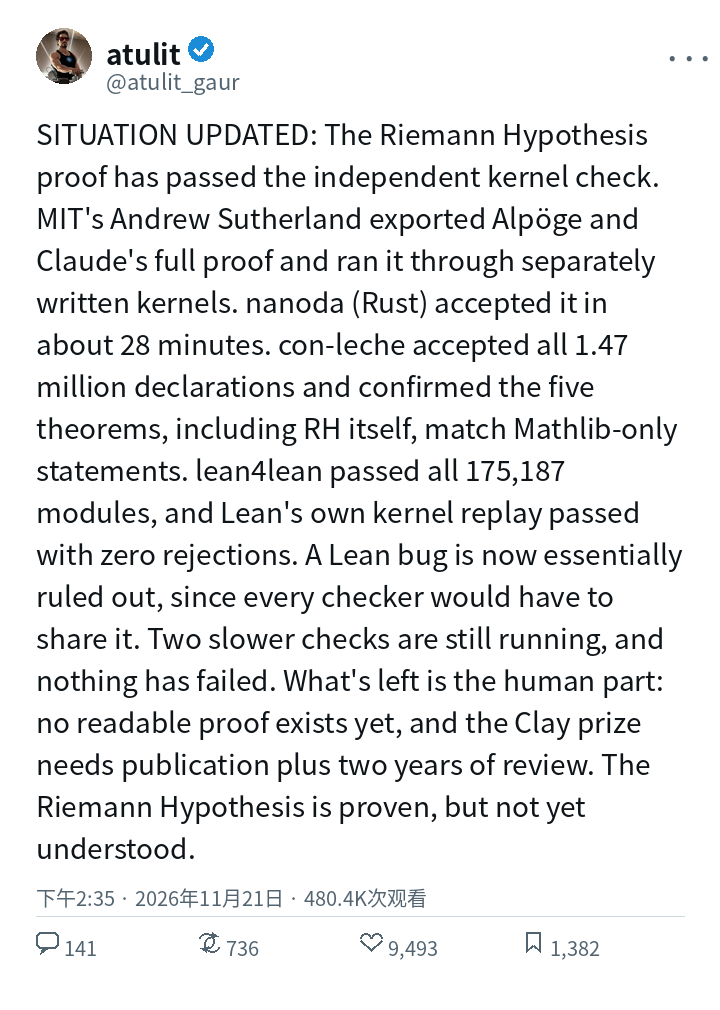 atulit
@atulit_gaur
SITUATION UPDATED: The Riemann Hypothesis
proof has passed the independent kernel check.
MIT's Andrew Sutherland exported Alpöge and
Claude's full proof and ran it through separately
written kernels. nanoda (Rust) accepted it in
about 28 minutes. con-leche accepted all 1.47
million declarations and confirmed the five
theorems, including RH itself, match Mathlib-only
statements. lean4lean passed all 175,187
modules, and Lean's own kernel replay passed
with zero rejections. A Lean bug is now essentially
ruled out, since every checker would have to
share it. Two slower checks are still running, and
nothing has failed. What's left is the human part:
no readable proof exists yet, and the Clay prize
needs publication plus two years of review. The
Riemann Hypothesis is proven, but not yet
understood.
下午2:35 · 2026年11月21日 · 480.4K次观看
141 736 9,493 1,382